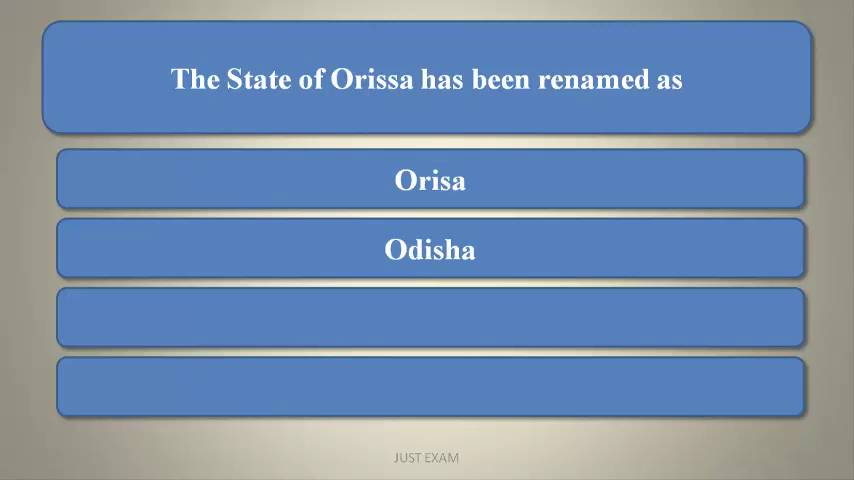 The State of Orissa has been renamed as
Orisa
Odisha
JUST EXAM